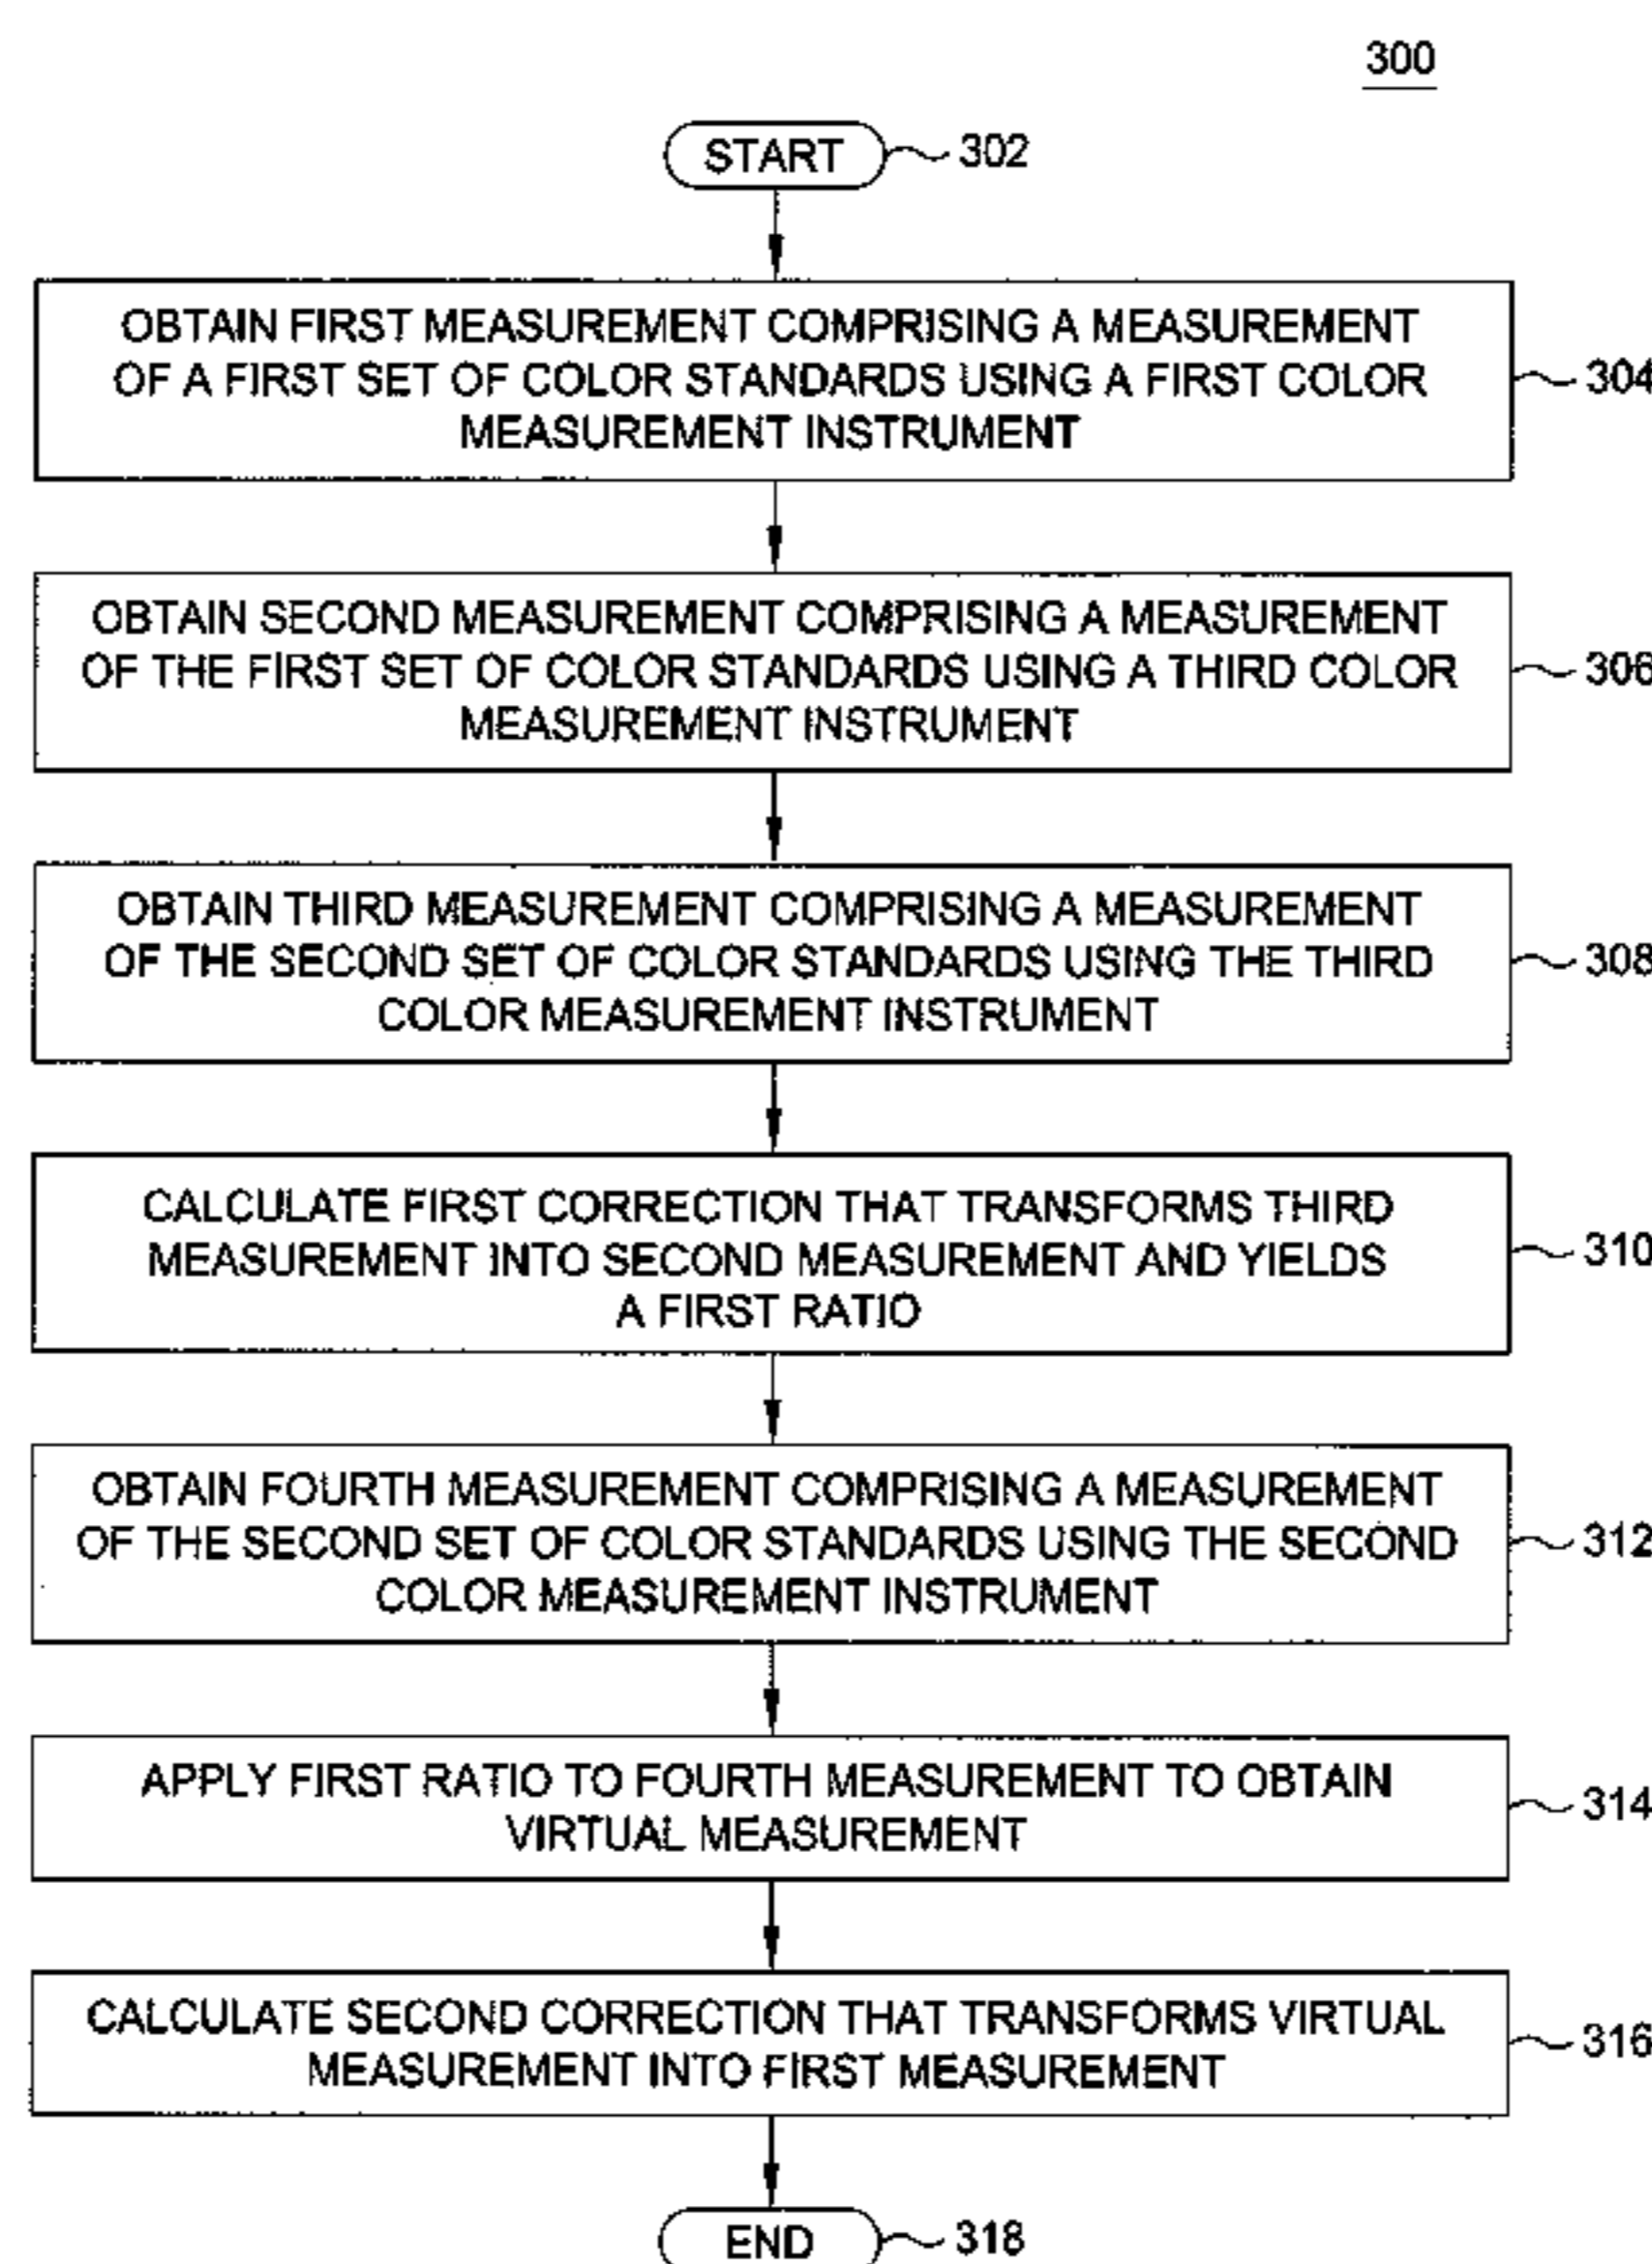 300
START 302
OBTAIN FIRST MEASUREMENT COMPRISING A MEASUREMENT
OF A FIRST SET OF COLOR STANDARDS USING A FIRST COLOR
MEASUREMENT INSTRUMENT
304
OBTAIN SECOND MEASUREMENT COMPRISING A MEASUREMENT
OF THE FIRST SET OF COLOR STANDARDS USING A THIRD COLOR
MEASUREMENT INSTRUMENT
306
OBTAIN THIRD MEASUREMENT COMPRISING A MEASUREMENT
OF THE SECOND SET OF COLOR STANDARDS USING THE THIRD
COLOR MEASUREMENT INSTRUMENT
308
CALCULATE FIRST CORRECTION THAT TRANSFORMS THIRD
MEASUREMENT INTO SECOND MEASUREMENT AND YIELDS
A FIRST RATIO
310
OBTAIN FOURTH MEASUREMENT COMPRISING A MEASUREMENT
OF THE SECOND SET OF COLOR STANDARDS USING THE SECOND
COLOR MEASUREMENT INSTRUMENT
312
APPLY FIRST RATIO TO FOURTH MEASUREMENT TO OBTAIN
VIRTUAL MEASUREMENT
314
CALCULATE SECOND CORRECTION THAT TRANSFORMS VIRTUAL
MEASUREMENT INTO FIRST MEASUREMENT
316
END 318